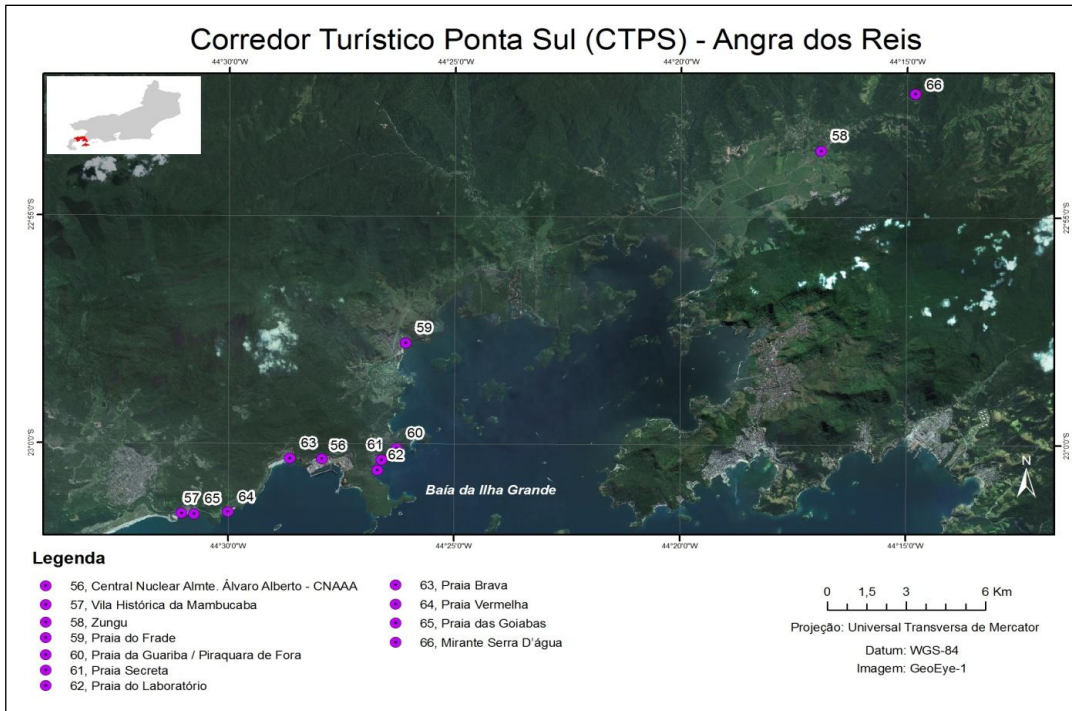 Corredor Turístico Ponta Sul (CTPS) - Angra dos Reis
44°30'0"W 44°25'0"W 44°20'0"W 44°15'0"W
66
58
22°55'0"S 22°55'0"S
59
60
63 56 61
62
23°0'0"S 23°0'0"S
N
Baía da Ilha Grande
57 65 64
44°30'0"W 44°25'0"W 44°20'0"W 44°15'0"W
Legenda
56, Central Nuclear Almte. Álvaro Alberto - CNAAA
57, Vila Histórica da Mambucaba
58, Zungu
59, Praia do Frade
60, Praia da Guariba / Piraquara de Fora
61, Praia Secreta
62, Praia do Laboratório
63, Praia Brava
64, Praia Vermelha
65, Praia das Goiabas
66, Mirante Serra D'água
0 1,5 3 6 Km
Projeção: Universal Transversa de Mercator
Datum: WGS-84
Imagem: GeoEye-1